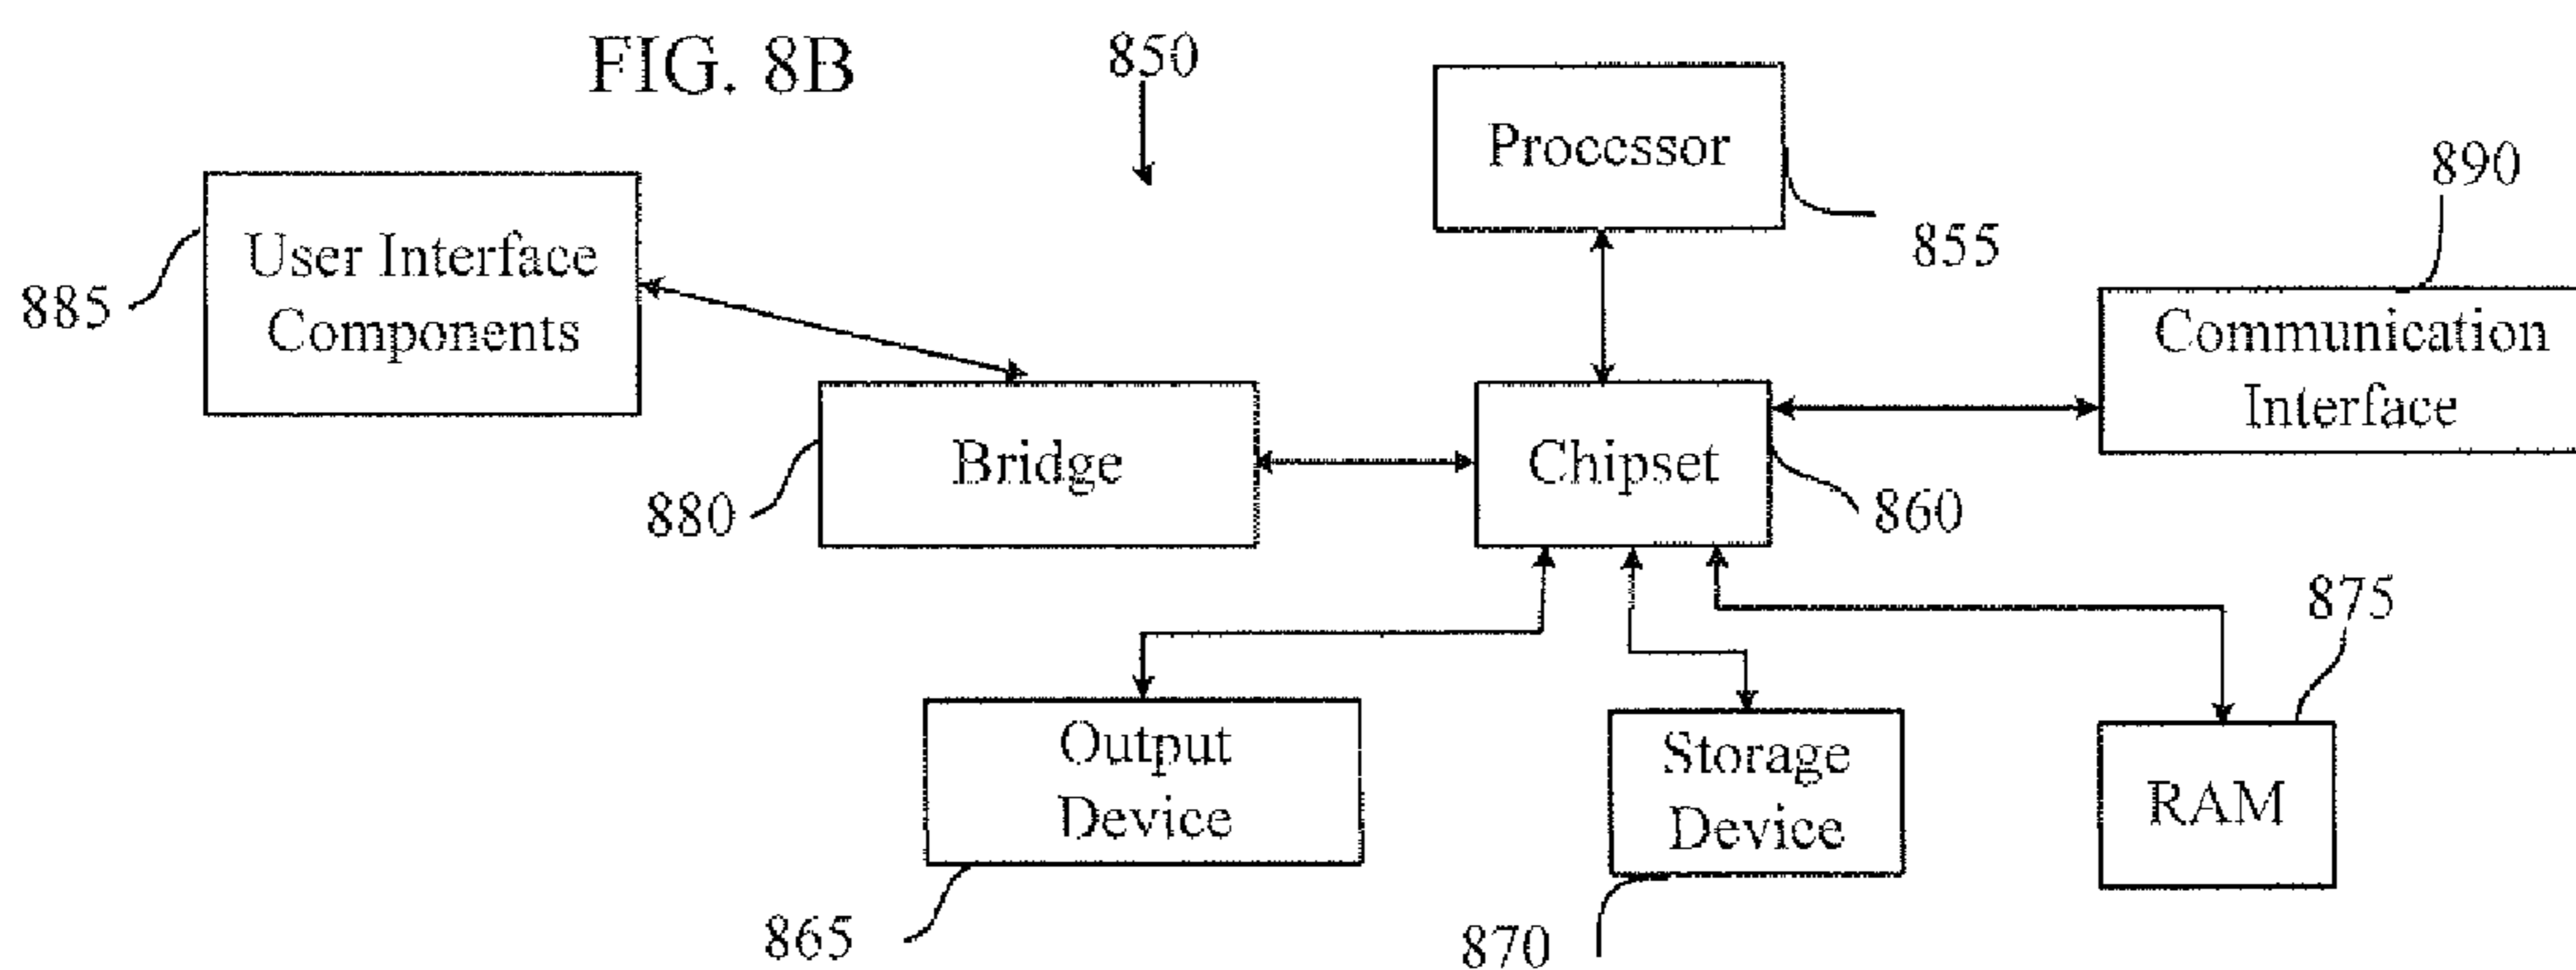 FIG. 8B
850
Processor
855
890
User Interface
Components
885
Communication
Interface
Bridge
880
Chipset
860
875
Output
Device
865
Storage
Device
870
RAM